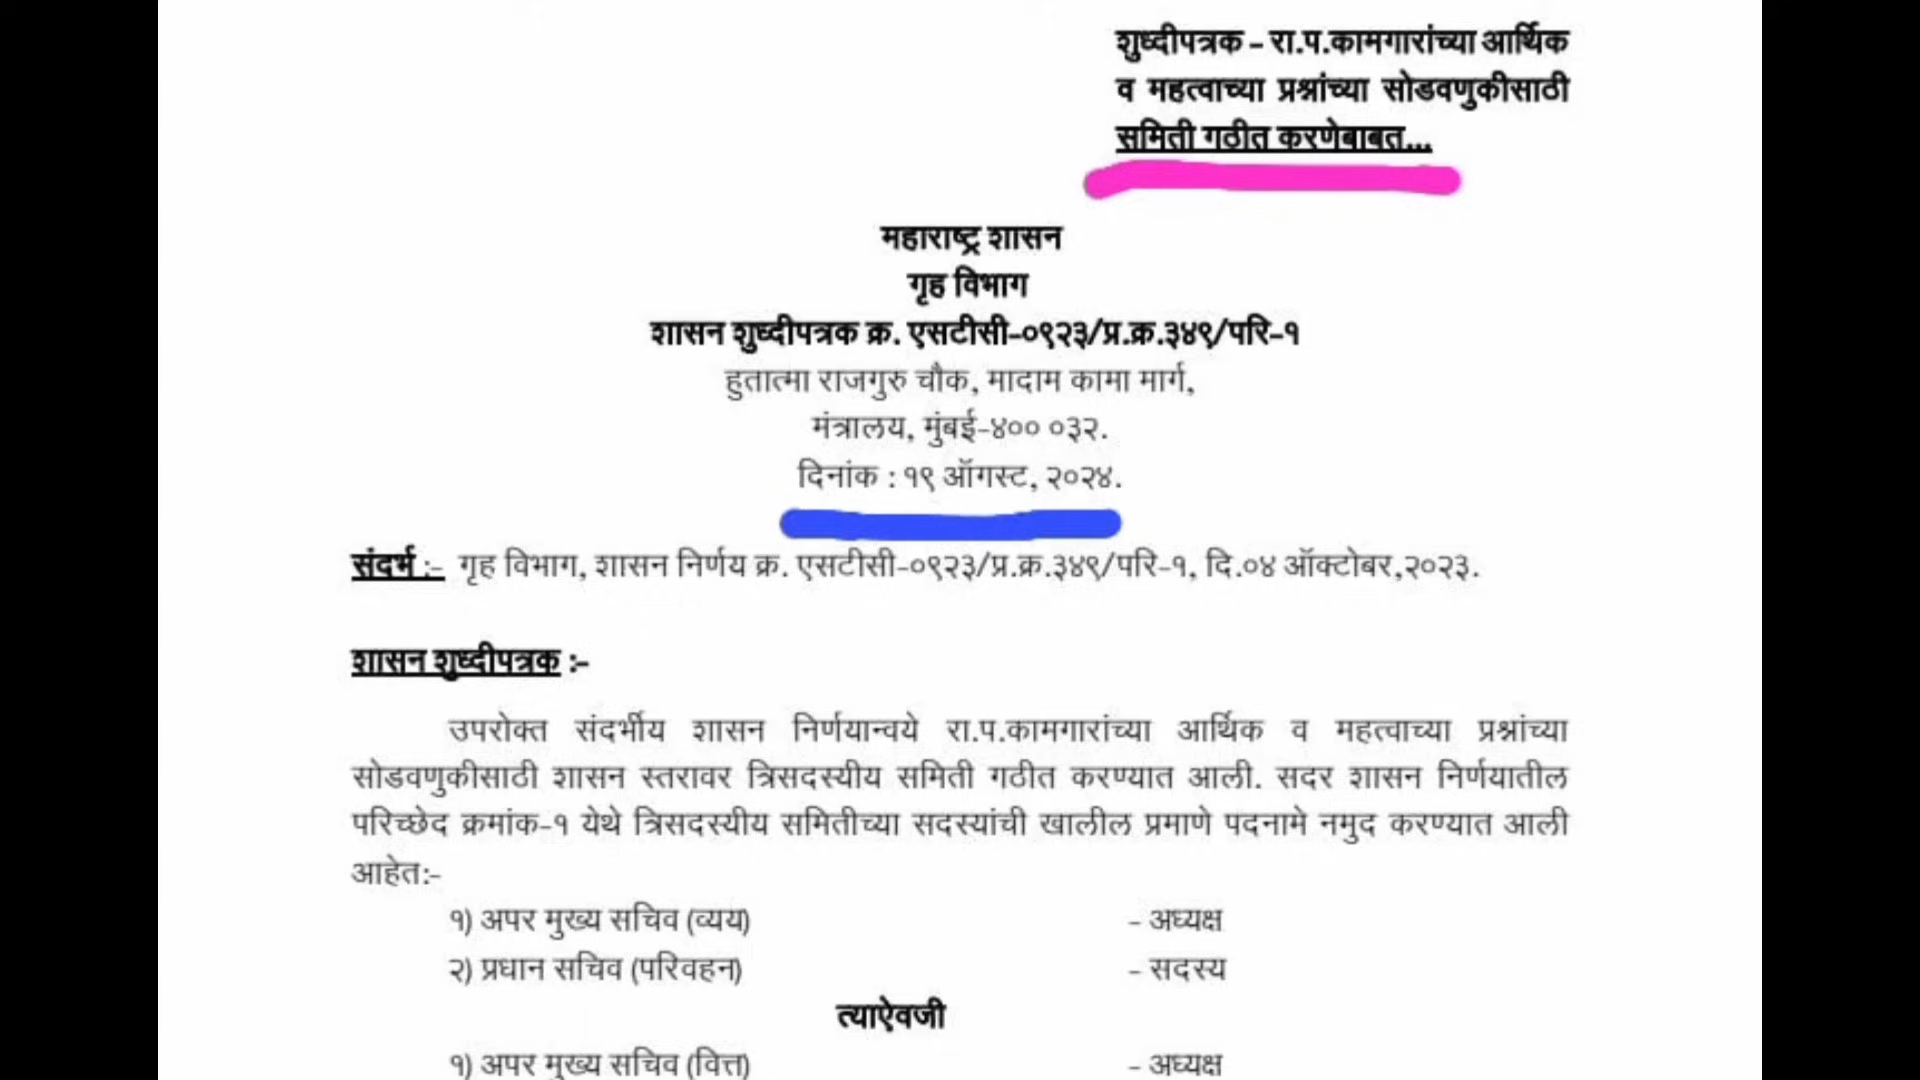 शुध्दीपत्रक – रा.प.कामगारांच्या आर्थिक
व महत्वाच्या प्रश्नांच्या सोडवणुकीसाठी
समिती गठीत करणेबाबत...
महाराष्ट्र शासन
गृह विभाग
शासन शुध्दीपत्रक क्र. एसटीसी-०९२३/प्र.क्र.३४९/परि-१
हुतात्मा राजगुरु चौक, मादाम कामा मार्ग,
मंत्रालय, मुंबई-४०० ०३२.
दिनांक : १९ ऑगस्ट, २०२४.
संदर्भ :- गृह विभाग, शासन निर्णय क्र. एसटीसी-०९२३/प्र.क्र.३४९/परि-१, दि.०४ ऑक्टोबर,२०२३.
शासन शुध्दीपत्रक :-
उपरोक्त संदर्भीय शासन निर्णयान्वये रा.प.कामगारांच्या आर्थिक व महत्वाच्या प्रश्नांच्या
सोडवणुकीसाठी शासन स्तरावर त्रिसदस्यीय समिती गठीत करण्यात आली. सदर शासन निर्णयातील
परिच्छेद क्रमांक-१ येथे त्रिसदस्यीय समितीच्या सदस्यांची खालील प्रमाणे पदनामे नमुद करण्यात आली
आहेत:-
१) अपर मुख्य सचिव (व्यय) - अध्यक्ष
२) प्रधान सचिव (परिवहन) - सदस्य
त्याऐवजी
१) अपर मुख्य सचिव (वित्त) - अध्यक्ष